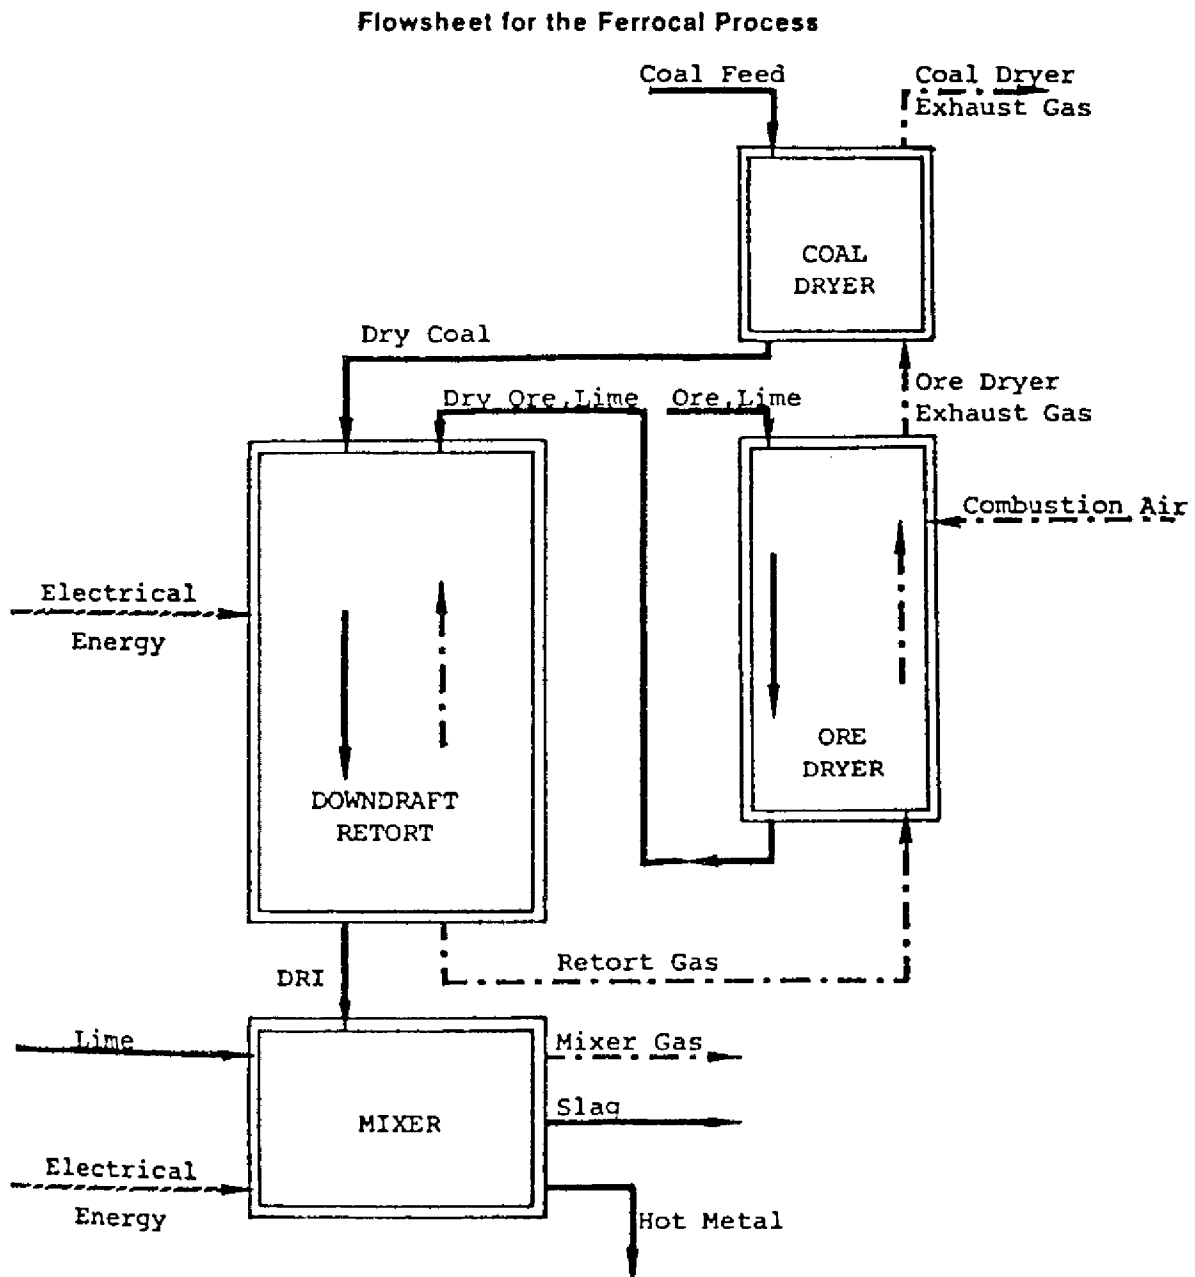 Flowsheet for the Ferrocal Process
Coal Feed
Coal Dryer
Exhaust Gas
COAL
DRYER
Dry Coal
Dry Ore,Lime
Ore,Lime
Ore Dryer
Exhaust Gas
Combustion Air
Electrical
Energy
ORE
DRYER
DOWNDRAFT
RETORT
Retort Gas
DRI
Lime
Mixer Gas
Slag
MIXER
Electrical
Energy
Hot Metal